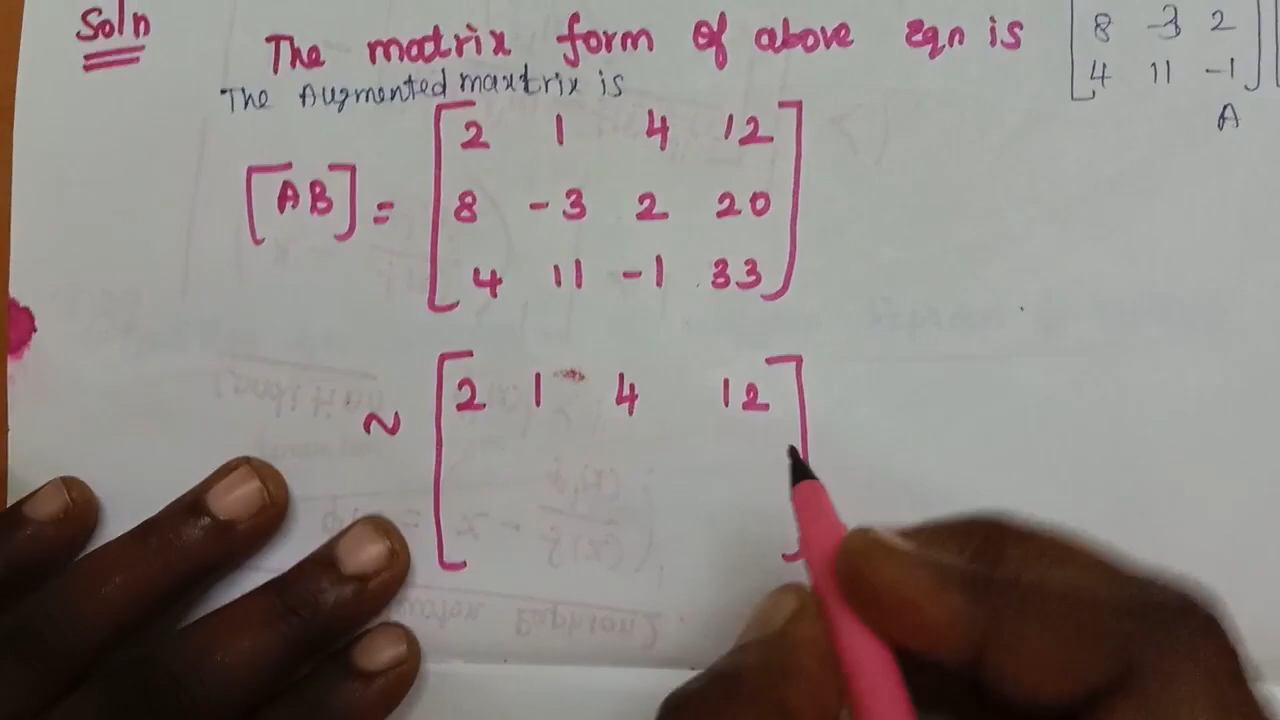 Soln
The matrix form of above Eqn is
8 -3 2
4 11 -1
A
The Augmented maxtrix is
2 1 4 12
[AB] = 8 -3 2 20
4 11 -1 33
~ 2 1 4 12